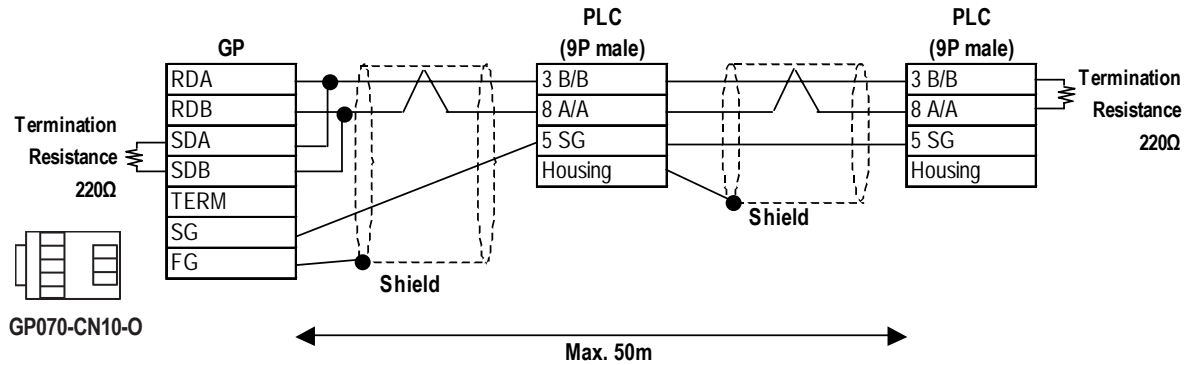 GP
RDA
RDB
SDA
SDB
TERM
SG
FG
Termination
Resistance
220Ω
GP070-CN10-O
Shield
PLC
(9P male)
3 B/B
8 A/A
5 SG
Housing
Shield
PLC
(9P male)
3 B/B
8 A/A
5 SG
Housing
Termination
Resistance
220Ω
Max. 50m